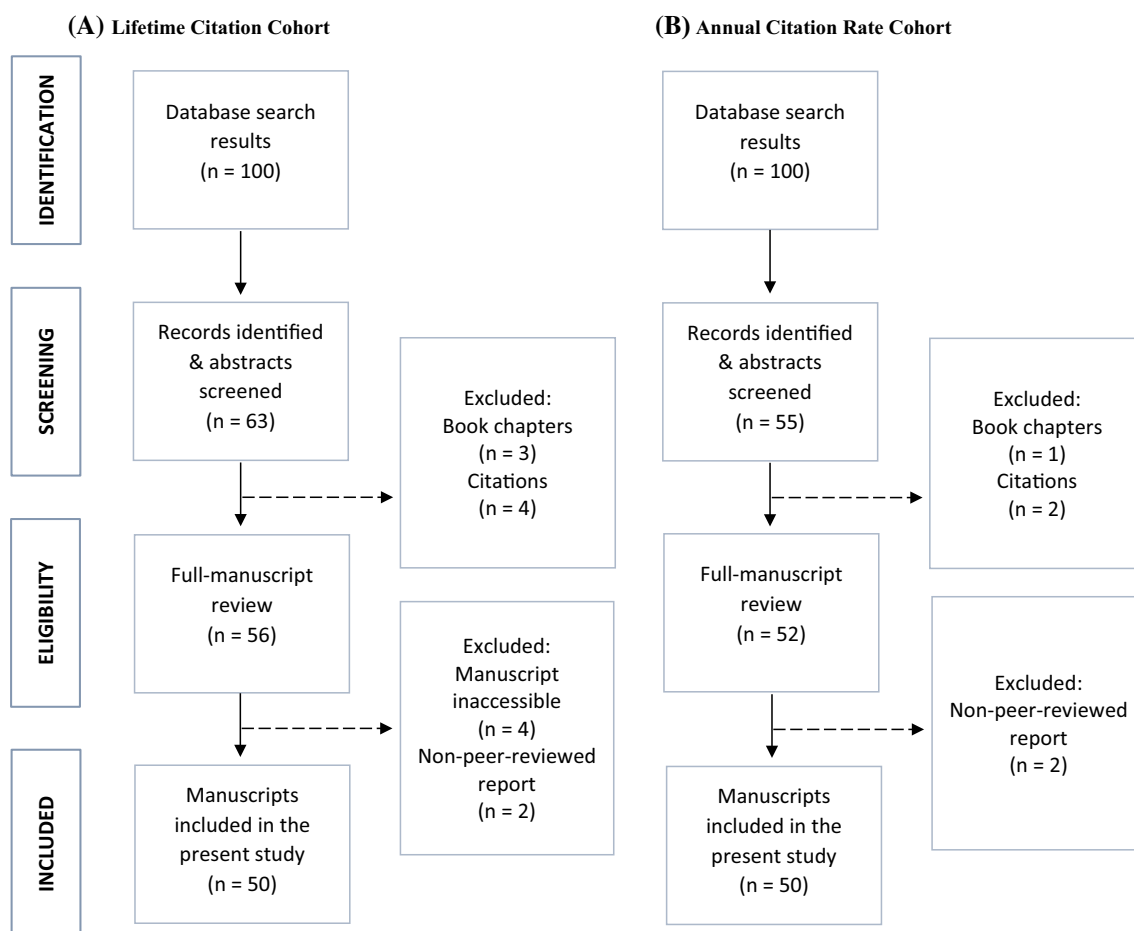 (A) Lifetime Citation Cohort
IDENTIFICATION
Database search
results
(n = 100)
SCREENING
Records identified
& abstracts
screened
(n = 63)
Excluded:
Book chapters
(n = 3)
Citations
(n = 4)
ELIGIBILITY
Full-manuscript
review
(n = 56)
Excluded:
Manuscript
inaccessible
(n = 4)
Non-peer-reviewed
report
(n = 2)
INCLUDED
Manuscripts
included in the
present study
(n = 50)
(B) Annual Citation Rate Cohort
Database search
results
(n = 100)
Records identified
& abstracts
screened
(n = 55)
Excluded:
Book chapters
(n = 1)
Citations
(n = 2)
Full-manuscript
review
(n = 52)
Excluded:
Non-peer-reviewed
report
(n = 2)
Manuscripts
included in the
present study
(n = 50)